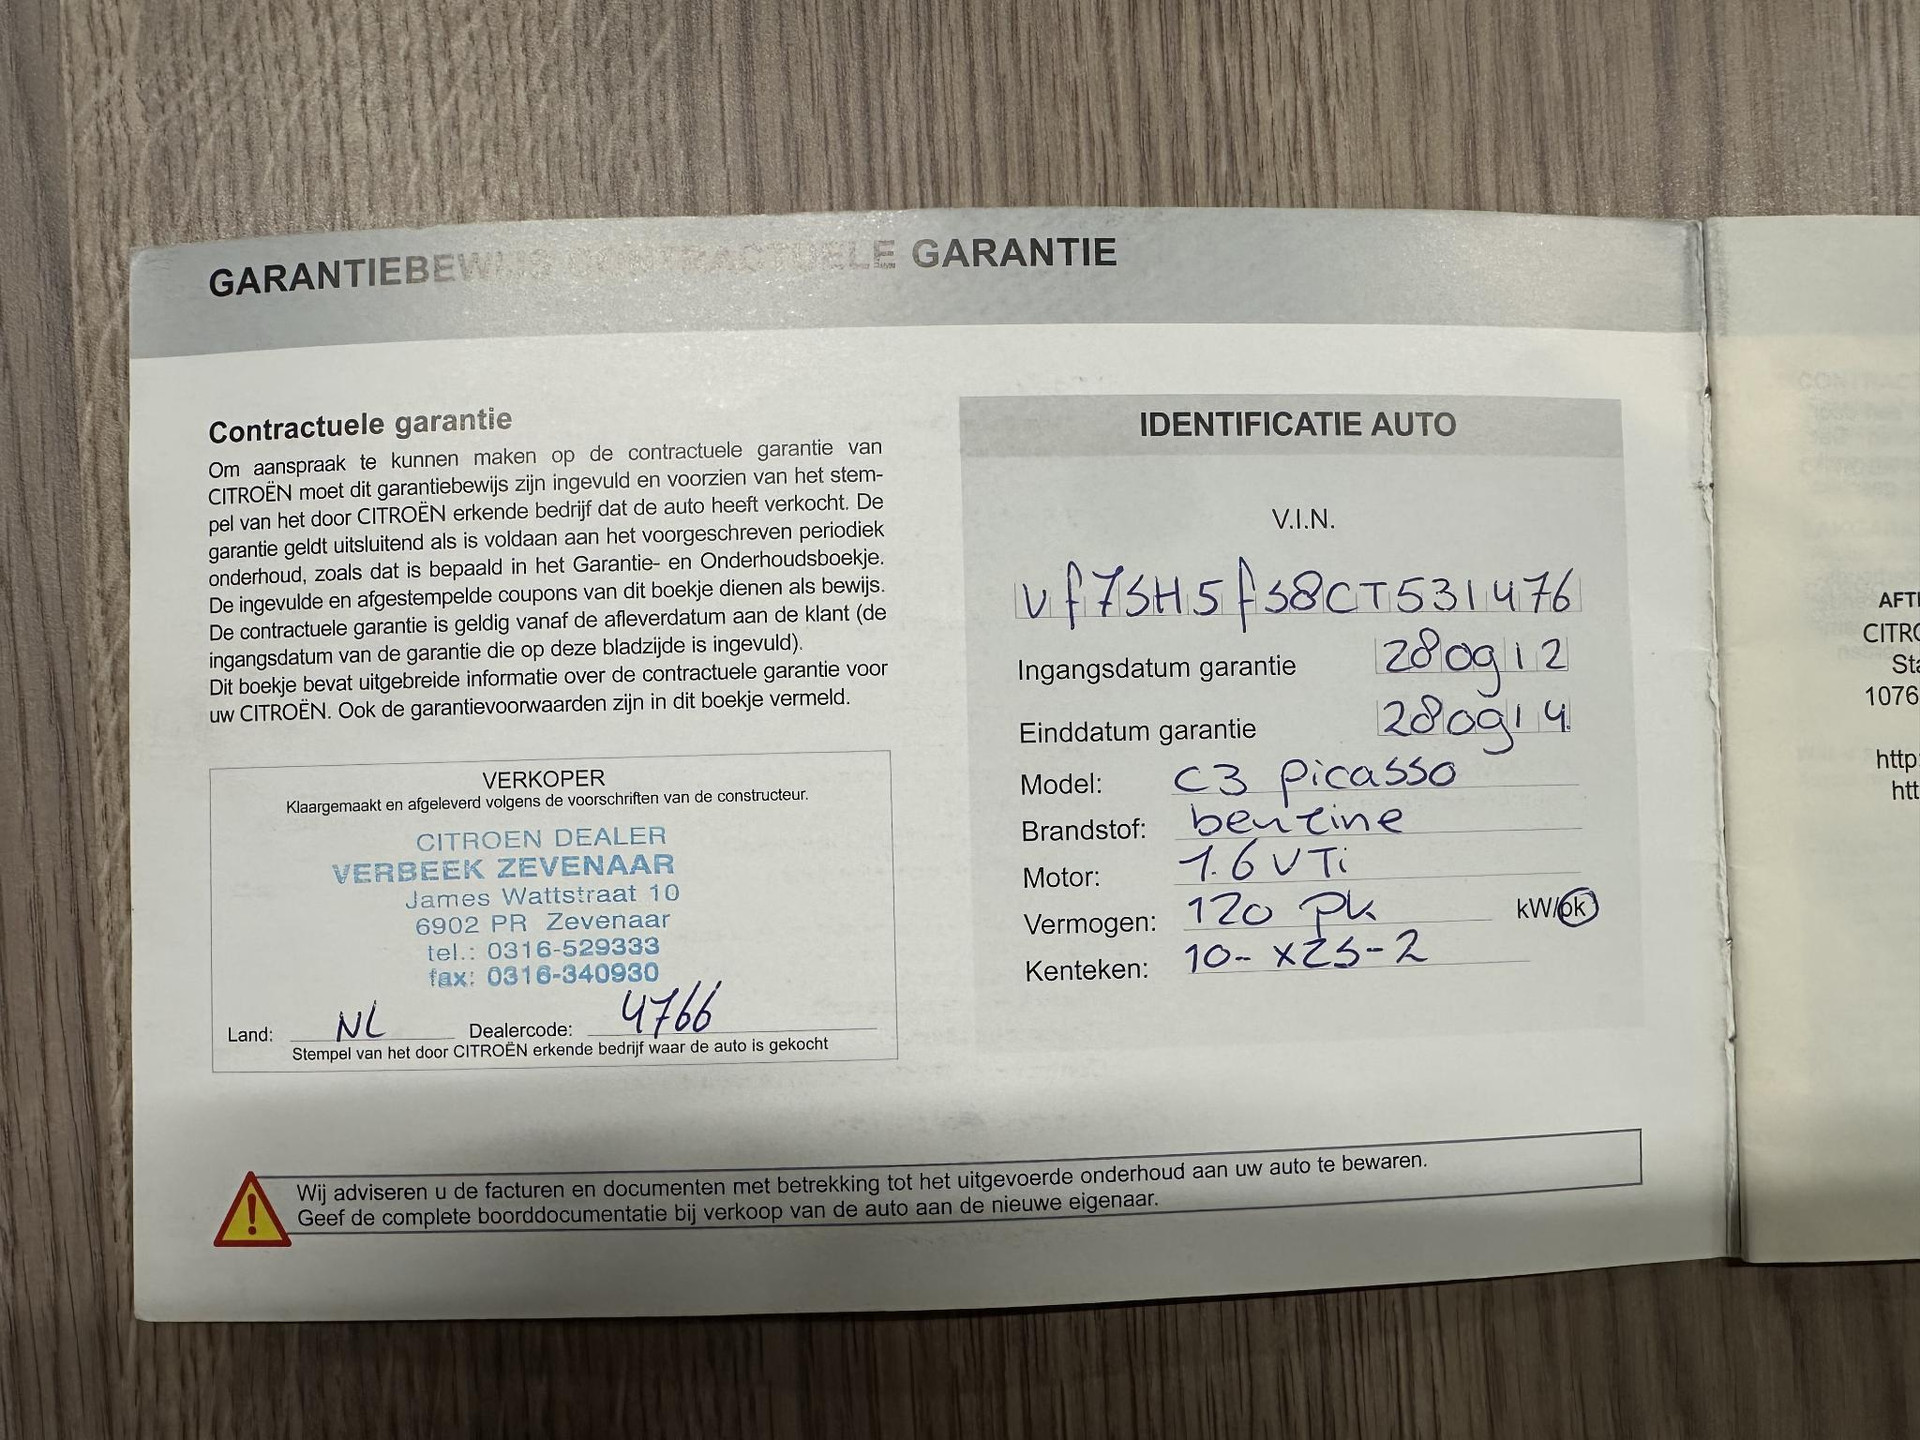 GARANTIEBEWIJS CONTRACTUELE GARANTIE
Contractuele garantie
Om aanspraak te kunnen maken op de contractuele garantie van
CITROËN moet dit garantiebewijs zijn ingevuld en voorzien van het stem-
pel van het door CITROËN erkende bedrijf dat de auto heeft verkocht. De
garantie geldt uitsluitend als is voldaan aan het voorgeschreven periodiek
onderhoud, zoals dat is bepaald in het Garantie- en Onderhoudsboekje.
De ingevulde en afgestempelde coupons van dit boekje dienen als bewijs.
De contractuele garantie is geldig vanaf de afleverdatum aan de klant (de
ingangsdatum van de garantie die op deze bladzijde is ingevuld).
Dit boekje bevat uitgebreide informatie over de contractuele garantie voor
uw CITROËN. Ook de garantievoorwaarden zijn in dit boekje vermeld.
VERKOPER
Klaargemaakt en afgeleverd volgens de voorschriften van de constructeur.
CITROEN DEALER
VERBEEK ZEVENAAR
James Wattstraat 10
6902 PR Zevenaar
tel.: 0316-529333
fax: 0316-340930
Land: NL Dealercode: 4766
Stempel van het door CITROËN erkende bedrijf waar de auto is gekocht
IDENTIFICATIE AUTO
V.I.N.
Vf7SH5fS8CT531476
Ingangsdatum garantie 280912
Einddatum garantie 280914
Model: C3 picasso
Brandstof: benzine
Motor: 1.6 VTi
Vermogen: 120 pk kW/pk
Kenteken: 10-XZS-2
Wij adviseren u de facturen en documenten met betrekking tot het uitgevoerde onderhoud aan uw auto te bewaren.
Geef de complete boorddocumentatie bij verkoop van de auto aan de nieuwe eigenaar.
AFT
CITRO
Sta
1076
http
htt